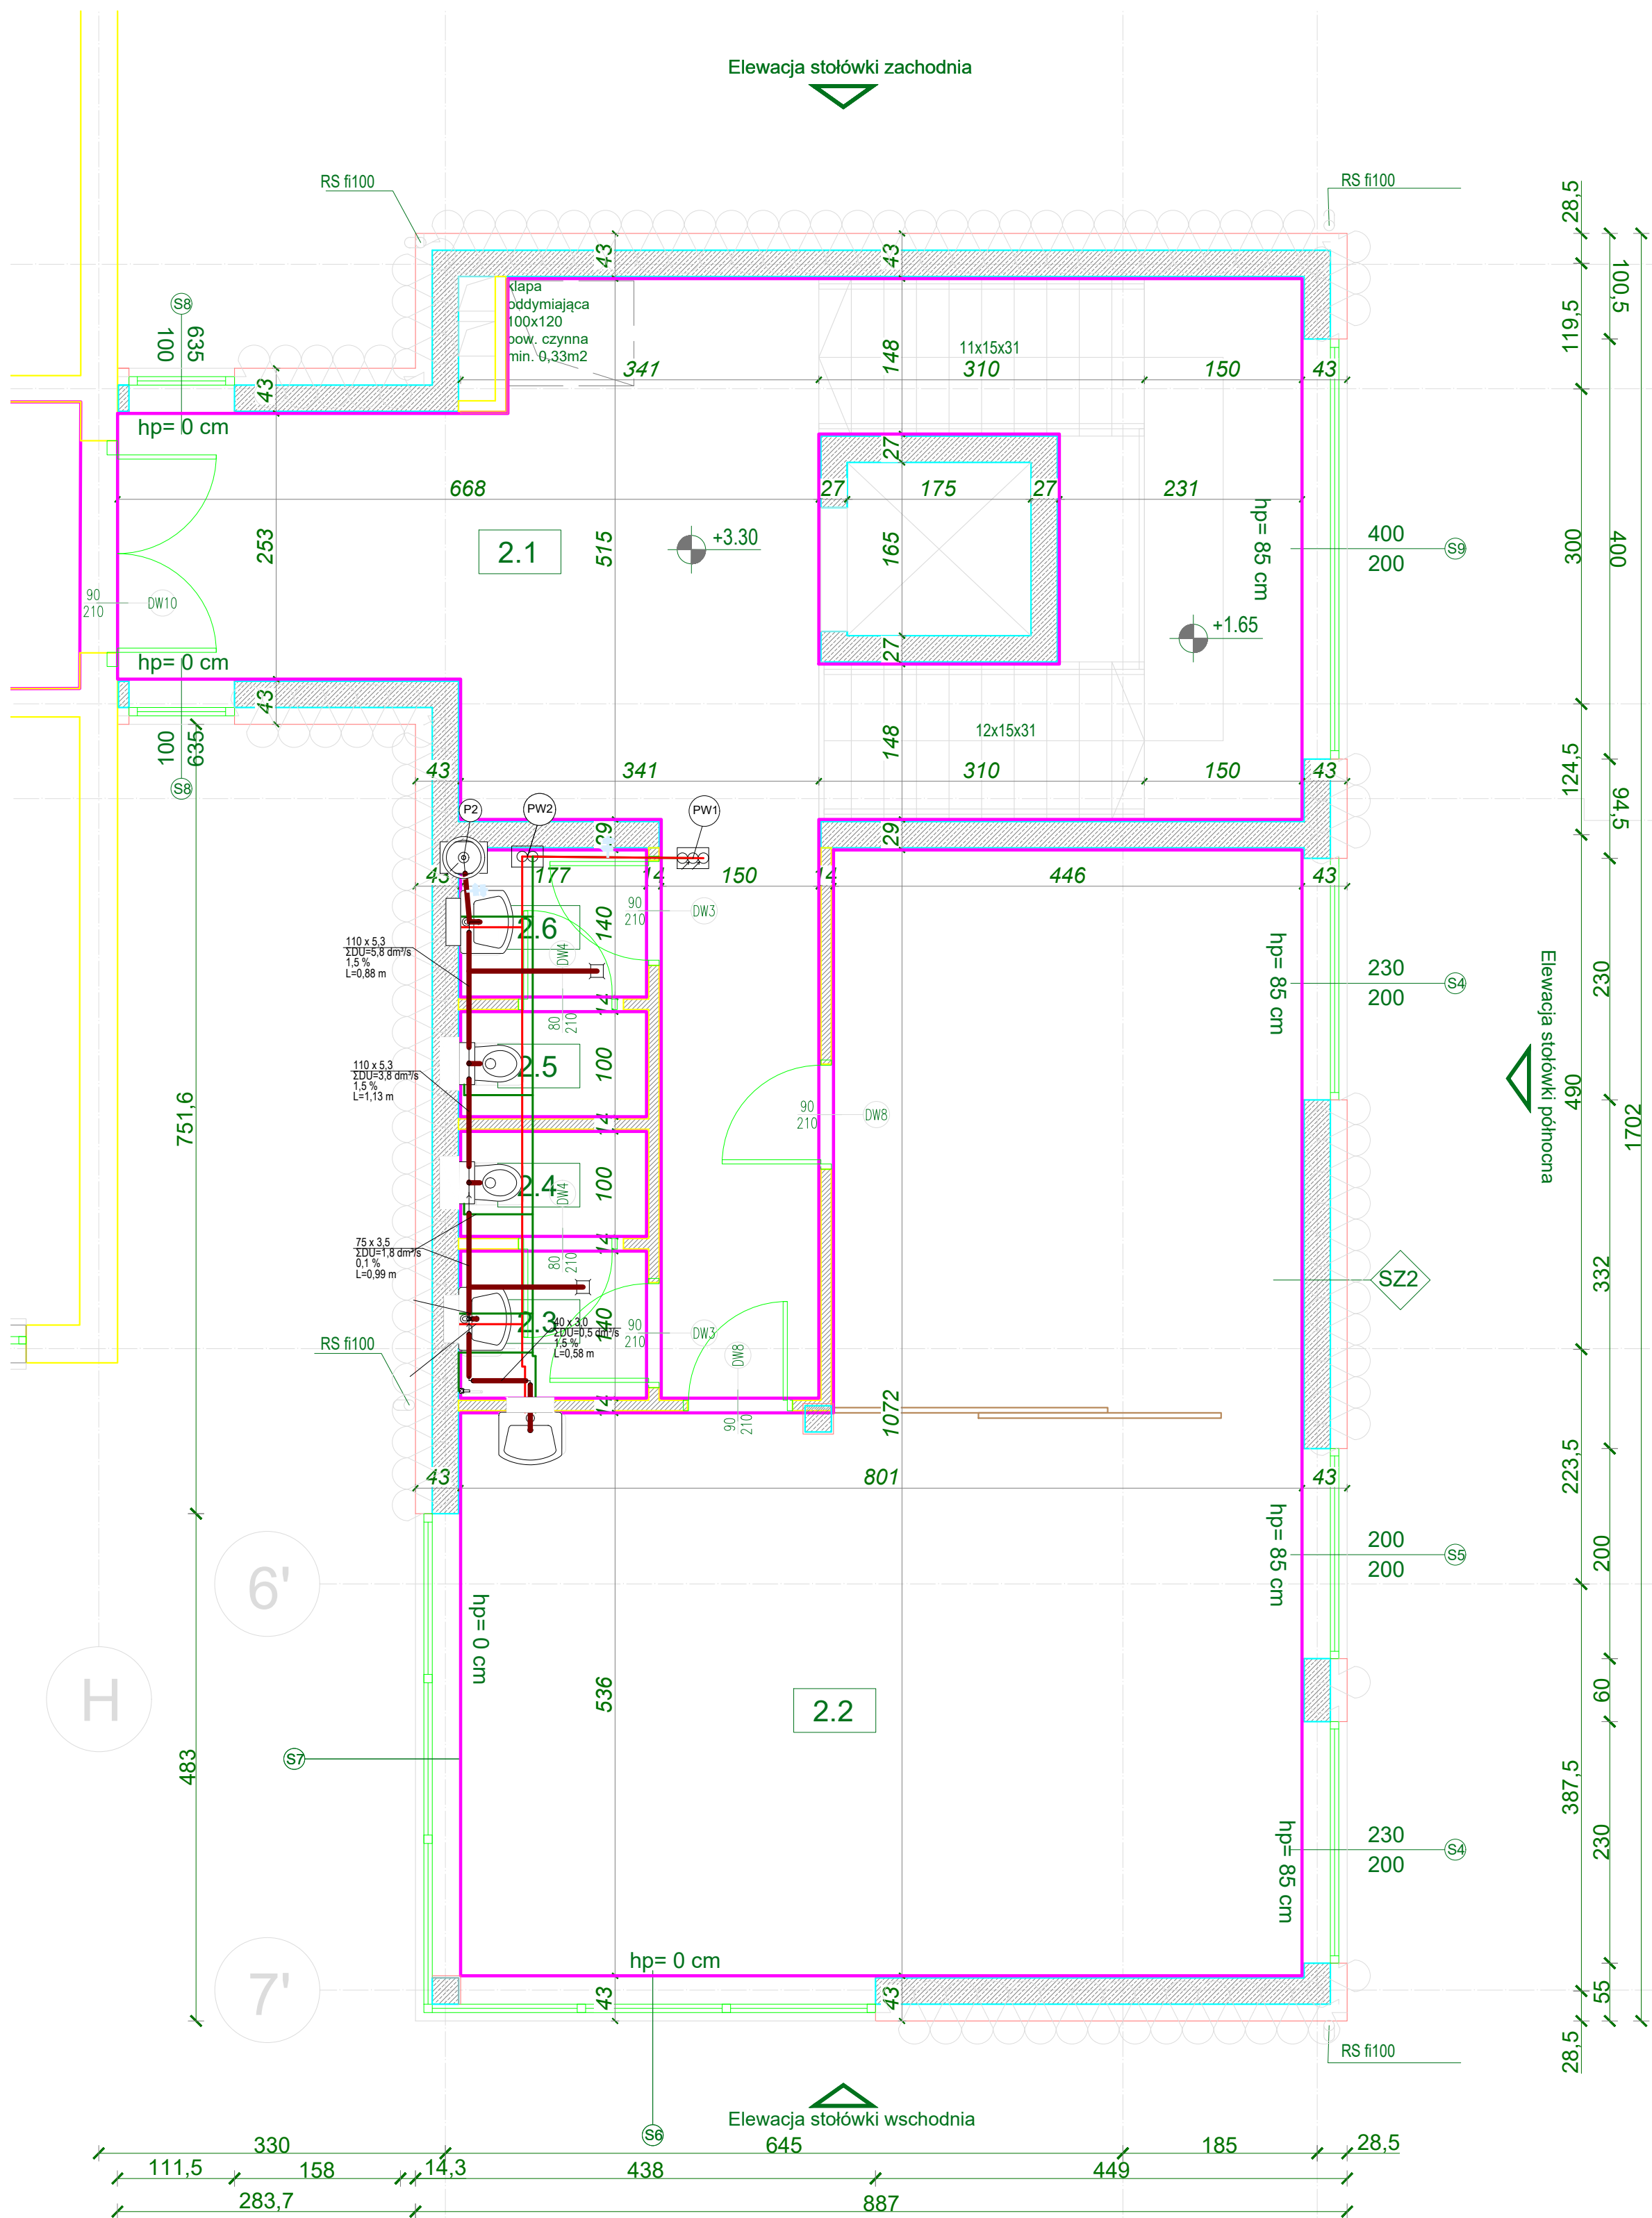 Elewacja stołówki zachodnia
RS fi100
RS fi100
28,5
S8
100
635
43
43
klapa
oddymiająca
100x120
pow. czynna
min. 0,33m2
341
148
11x15x31
310
150
43
119,5
100,5
43
hp= 0 cm
668
27
27
175
27
231
hp= 85 cm
253
2.1
515
+3.30
165
400
200
S9
300
400
90
210
DW10
+1.65
hp= 0 cm
27
43
100
635
S8
148
12x15x31
43
341
310
150
43
124,5
94,5
P2
PW2
PW1
29
29
43
177
14
150
14
446
43
2.6
140
90
210
DW3
DW4
110 x 5,3
ΣDU=5,8 dm³/s
1,5 %
L=0,88 m
hp= 85 cm
230
200
S4
230
Elewacja stołówki północna
14
80
210
2.5
100
110 x 5,3
ΣDU=3,8 dm³/s
1,5 %
L=1,13 m
90
210
DW8
751,6
490
1702
14
2.4
100
DW4
75 x 3,5
ΣDU=1,8 dm³/s
0,1 %
L=0,99 m
14
80
210
SZ2
332
2.3
140
40 x 3,0
ΣDU=0,5 dm³/s
1,5 %
L=0,58 m
90
210
DW3
DW8
RS fi100
14
90
210
1072
43
801
43
223,5
hp= 85 cm
200
200
S5
200
6'
hp= 0 cm
H
536
2.2
60
S7
483
387,5
hp= 85 cm
230
200
S4
230
hp= 0 cm
7'
43
43
55
RS fi100
28,5
Elewacja stołówki wschodnia
S6
330
645
185
28,5
111,5
158
14,3
438
449
283,7
887